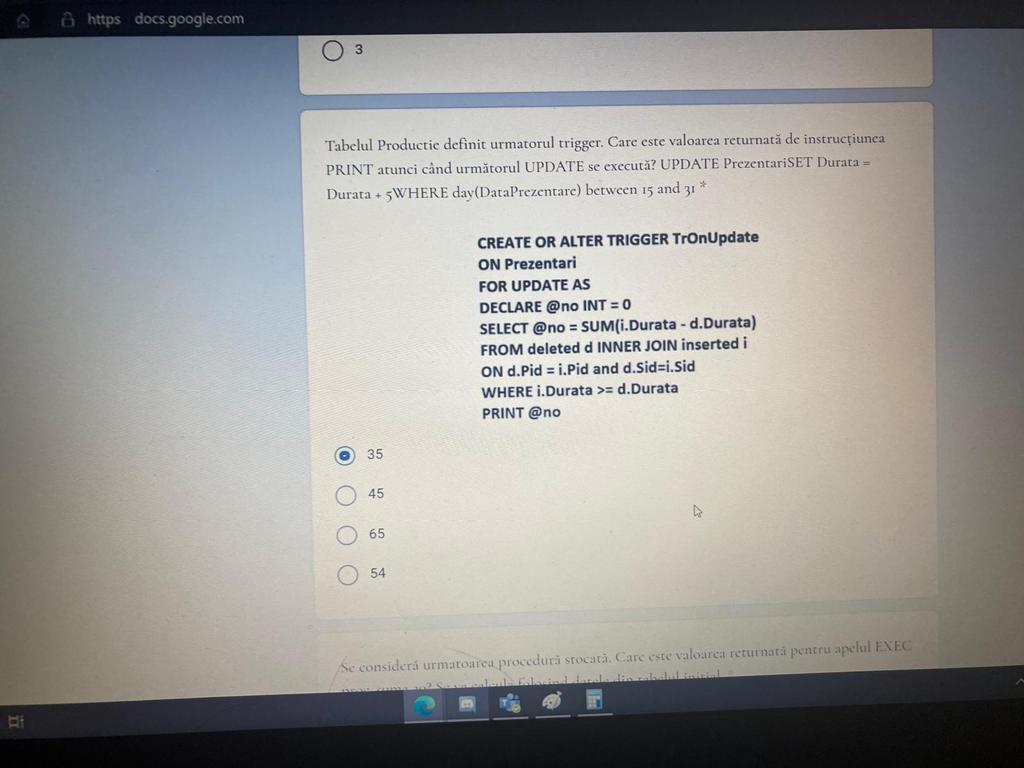 https docs.google.com
3
Tabelul Productie definit urmatorul trigger. Care este valoarea returnată de instrucțiunea
PRINT atunci când următorul UPDATE se execută? UPDATE PrezentariSET Durata =
Durata + 5WHERE day(DataPrezentare) between 15 and 31 *
CREATE OR ALTER TRIGGER TrOnUpdate
ON Prezentari
FOR UPDATE AS
DECLARE @no INT = 0
SELECT @no = SUM(i.Durata - d.Durata)
FROM deleted d INNER JOIN inserted i
ON d.Pid = i.Pid and d.Sid=i.Sid
WHERE i.Durata >= d.Durata
PRINT @no
35
45
65
54
Se consideră urmatoarea procedură stocată. Care este valoarea returnată pentru apelul EXEC